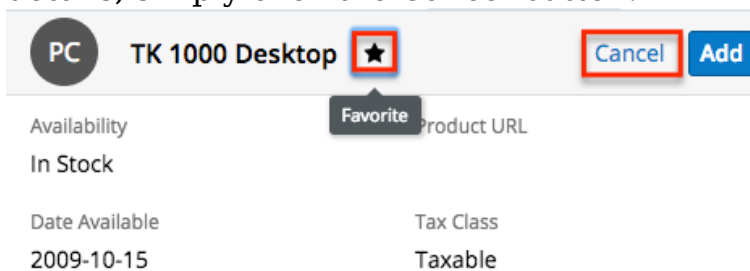 PC TK 1000 Desktop Cancel Add
Favorite
Availability Product URL
In Stock
Date Available Tax Class
2009-10-15 Taxable